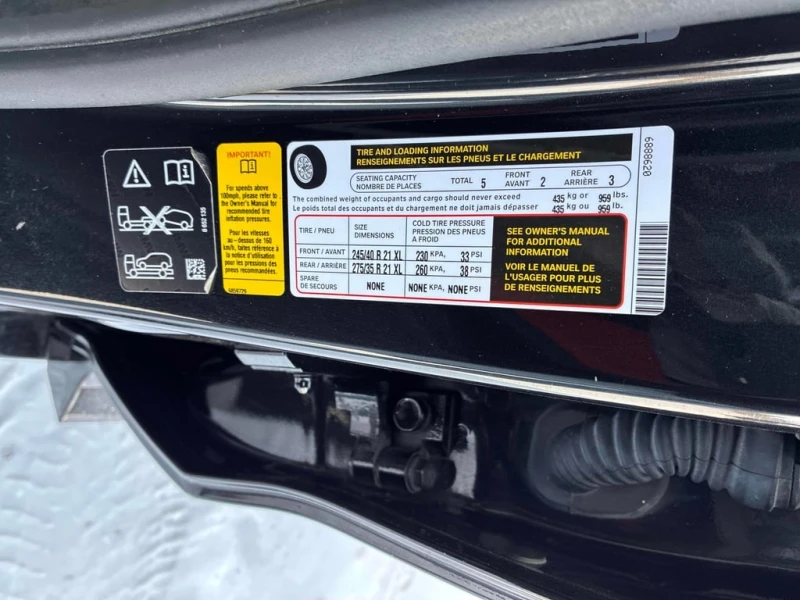 8 682 135
IMPORTANT!
For speeds above
100mph, please refer to
the Owner's Manual for
recommended tire
inflation pressures.
Pour les vitesses
au-dessus de 160
km/h, faites référence à
la notice d'utilisation
pour les pressions des
pneus recommandées.
TIRE AND LOADING INFORMATION
RENSEIGNEMENTS SUR LES PNEUS ET LE CHARGEMENT
SEATING CAPACITY
NOMBRE DE PLACES
TOTAL 5
FRONT
AVANT 2
REAR
ARRIÈRE 3
The combined weight of occupants and cargo should never exceed 435 kg or 959 lbs.
Le poids total des occupants et du chargement ne doit jamais dépasser 435 kg ou 959 lb.
TIRE / PNEU
SIZE
DIMENSIONS
COLD TIRE PRESSURE
PRESSION DES PNEUS
A FROID
FRONT / AVANT 245/40 R 21 XL 230 KPA, 33 PSI
REAR / ARRIÈRE 275/35 R 21 XL 260 KPA, 38 PSI
SPARE
DE SECOURS
NONE
NONE KPA, NONE PSI
SEE OWNER'S MANUAL
FOR ADDITIONAL
INFORMATION
VOIR LE MANUEL DE
L'USAGER POUR PLUS
DE RENSEIGNEMENTS
6888620